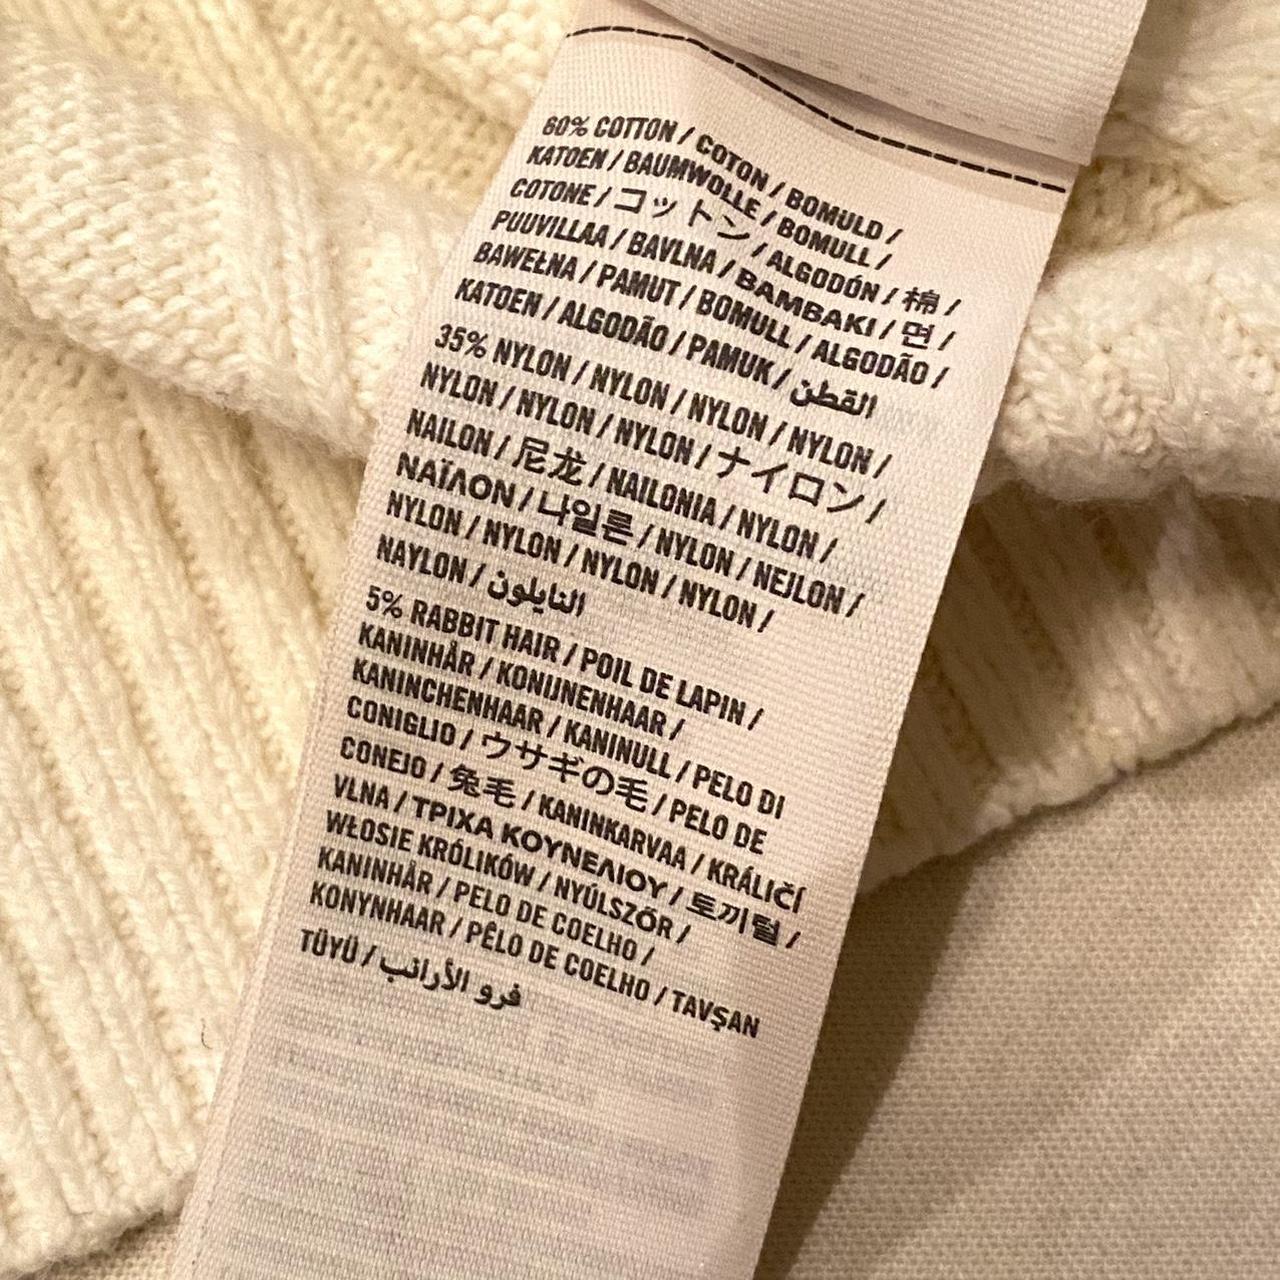 60% COTTON / COTON / BOMULD /
KATOEN / BAUMWOLLE / BOMULL /
COTONE / コットン / ALGODÓN / 棉 /
PUUVILLAA / BAVLNA / ΒΑΜΒΑΚΙ / 면 /
BAWEŁNA / PAMUT / BOMULL / ALGODÃO /
KATOEN / ALGODÃO / PAMUK / القطن
35% NYLON / NYLON / NYLON / NYLON /
NYLON / NYLON / NYLON / ナイロン /
NAILON / 尼龙 / NAILONIA / NYLON /
ΝΑΪΛΟΝ / 나일론 / NYLON / NEJLON /
NYLON / NYLON / NYLON / NYLON /
NAYLON / النايلون
5% RABBIT HAIR / POIL DE LAPIN /
KANINHÅR / KONIJNENHAAR /
KANINCHENHAAR / KANINULL / PELO DI
CONIGLIO / ウサギの毛 / PELO DE
CONEJO / 兔毛 / KANINKARVAA / KRÁLIČÍ
VLNA / ΤΡΙΧΑ ΚΟΥΝΕΛΙΟΥ / 토끼털 /
WŁOSIE KRÓLIKÓW / NYÚLSZŐR /
KANINHÅR / PELO DE COELHO /
KONYNHAAR / PÊLO DE COELHO / TAVŞAN
TÜYÜ / فرو الأرانب